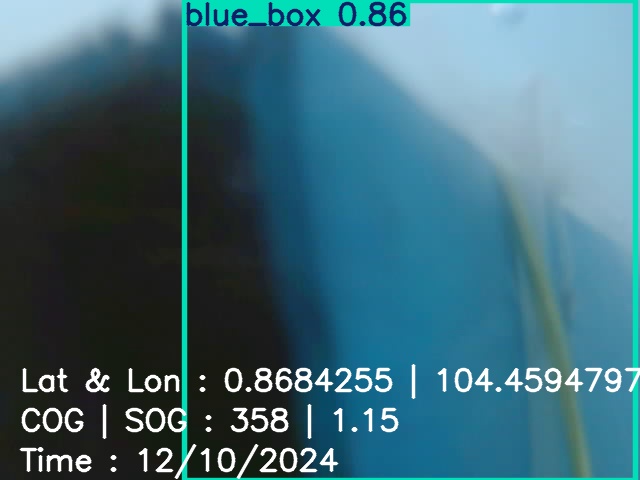 blue_box 0.86
Lat & Lon : 0.8684255 | 104.4594797
COG | SOG : 358 | 1.15
Time : 12/10/2024